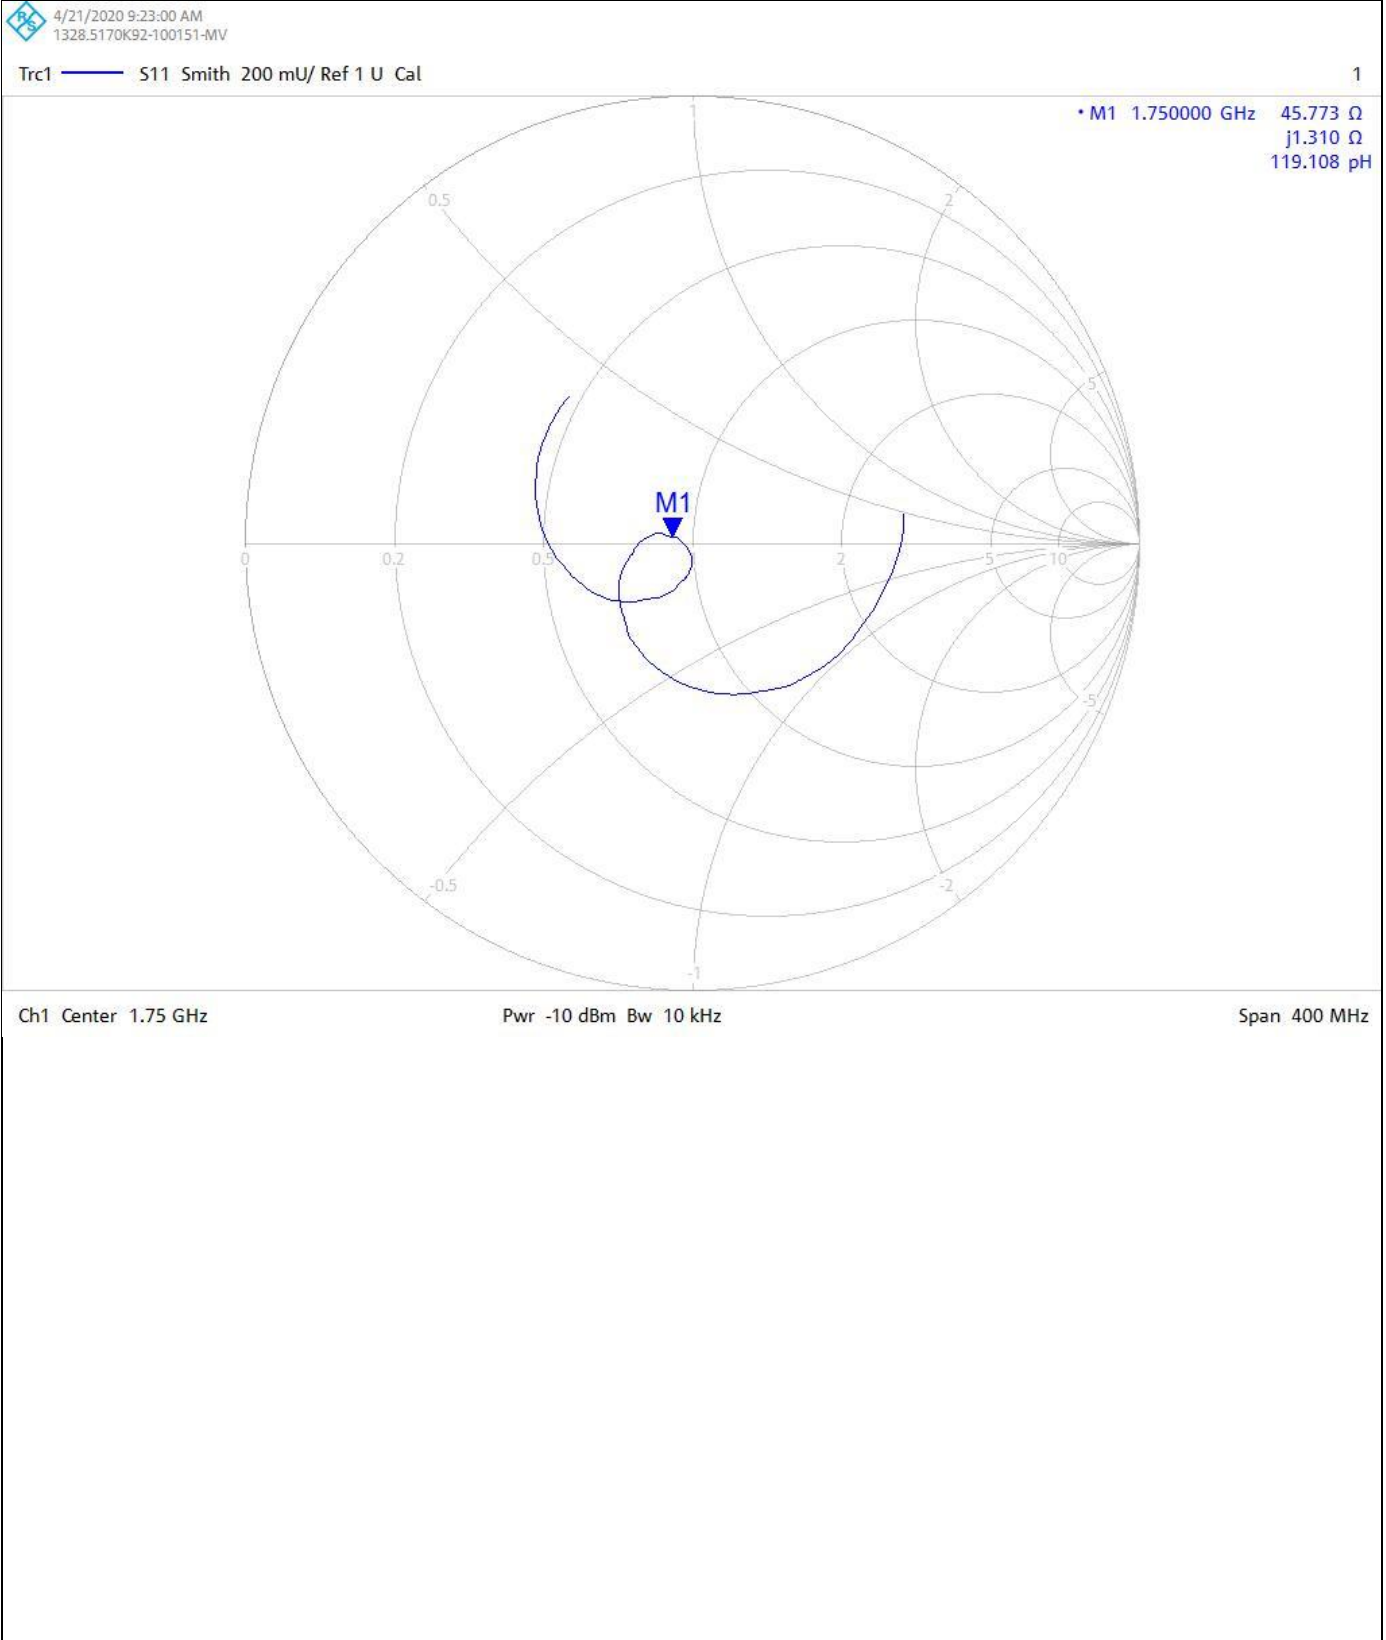 R&S
4/21/2020 9:23:00 AM
1328.5170K92-100151-MV
Trc1 S11 Smith 200 mU/ Ref 1 U Cal 1
• M1 1.750000 GHz 45.773 Ω
j1.310 Ω
119.108 pH
1
0.5
2
5
M1
0 0.2 0.5 2 5 10
-5
-0.5
-2
-1
Ch1 Center 1.75 GHz Pwr -10 dBm Bw 10 kHz Span 400 MHz